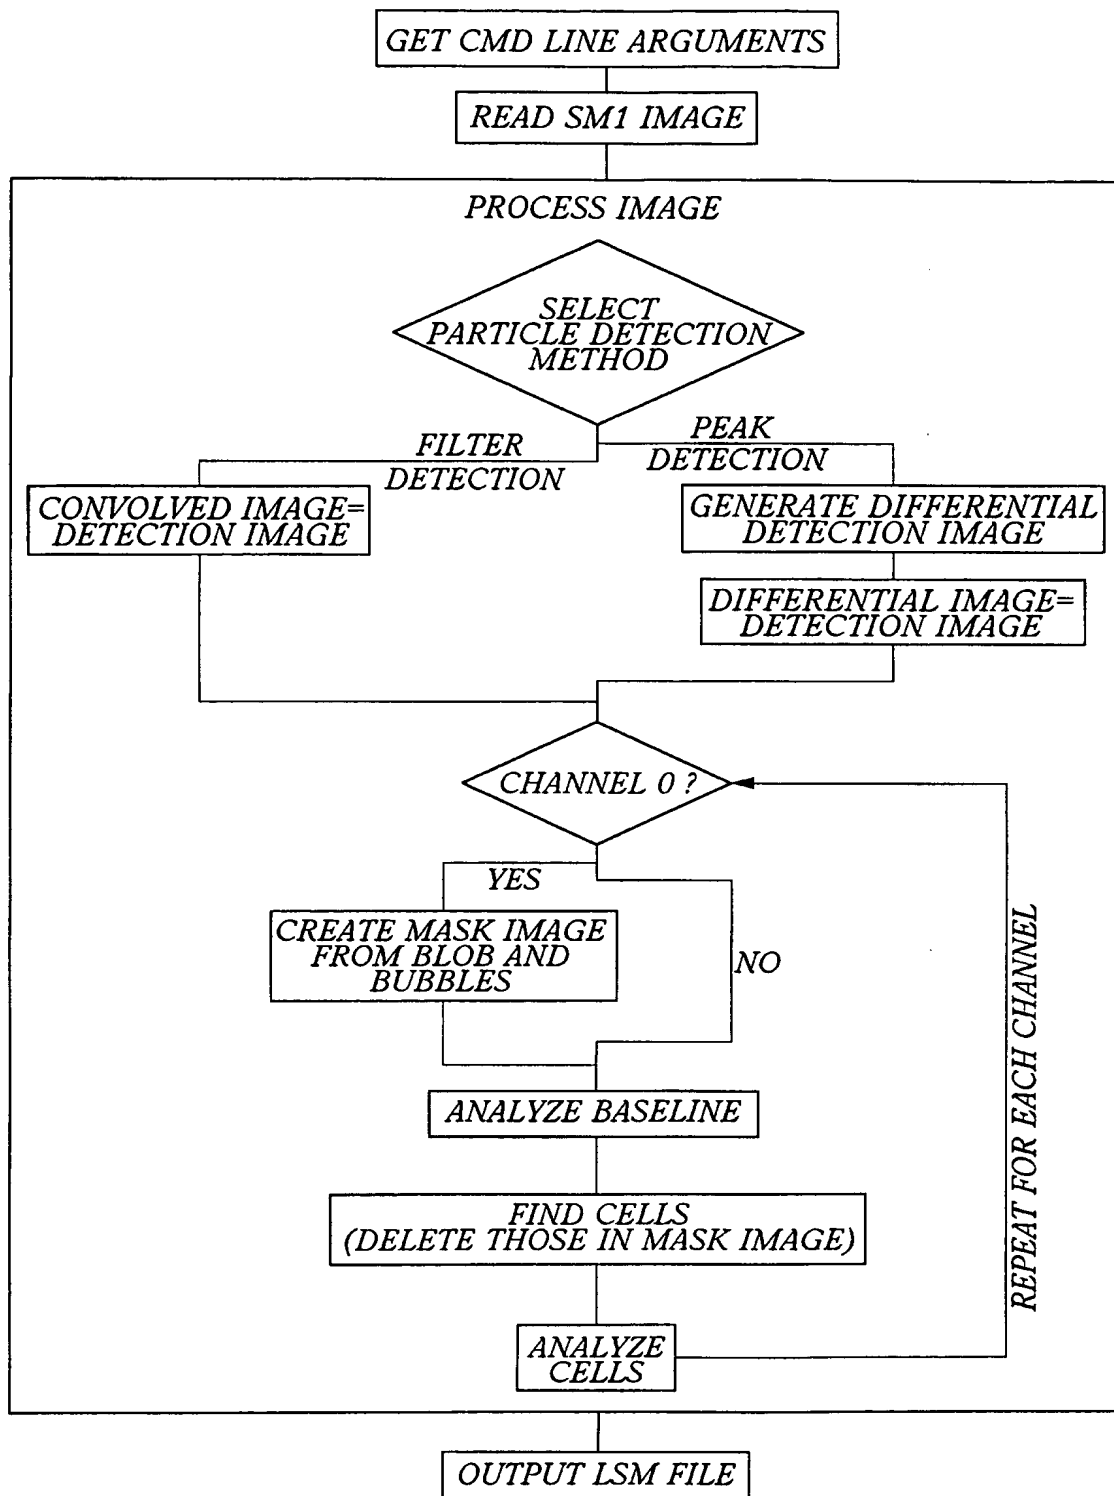 GET CMD LINE ARGUMENTS
READ SM1 IMAGE
PROCESS IMAGE
SELECT
PARTICLE DETECTION
METHOD
FILTER
DETECTION
PEAK
DETECTION
CONVOLVED IMAGE=
DETECTION IMAGE
GENERATE DIFFERENTIAL
DETECTION IMAGE
DIFFERENTIAL IMAGE=
DETECTION IMAGE
CHANNEL 0 ?
YES
NO
CREATE MASK IMAGE
FROM BLOB AND
BUBBLES
ANALYZE BASELINE
FIND CELLS
(DELETE THOSE IN MASK IMAGE)
ANALYZE
CELLS
REPEAT FOR EACH CHANNEL
OUTPUT LSM FILE